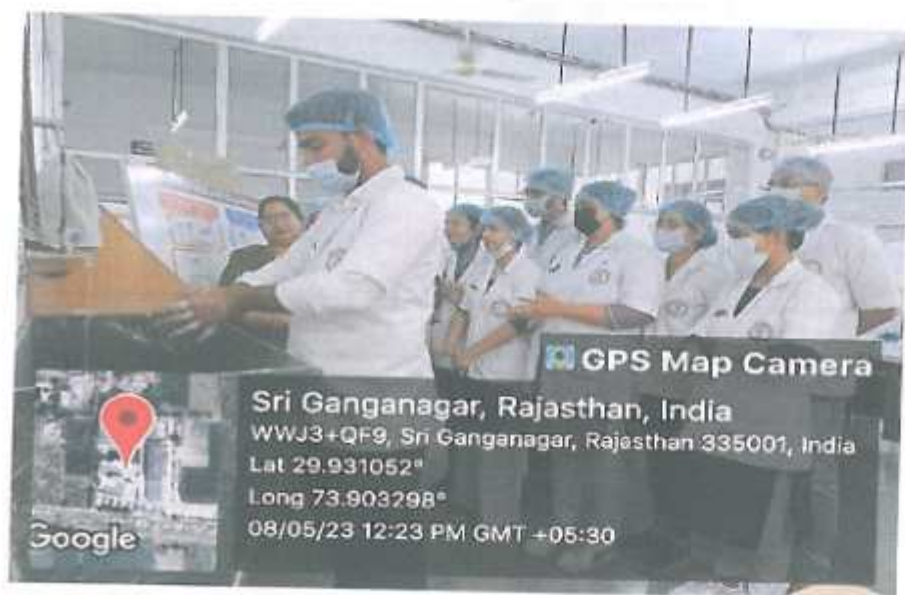 GPS Map Camera
Sri Ganganagar, Rajasthan, India
WWJ3+QF9, Sri Ganganagar, Rajasthan 335001, India
Lat 29.931052°
Long 73.903298°
08/05/23 12:23 PM GMT +05:30
Google